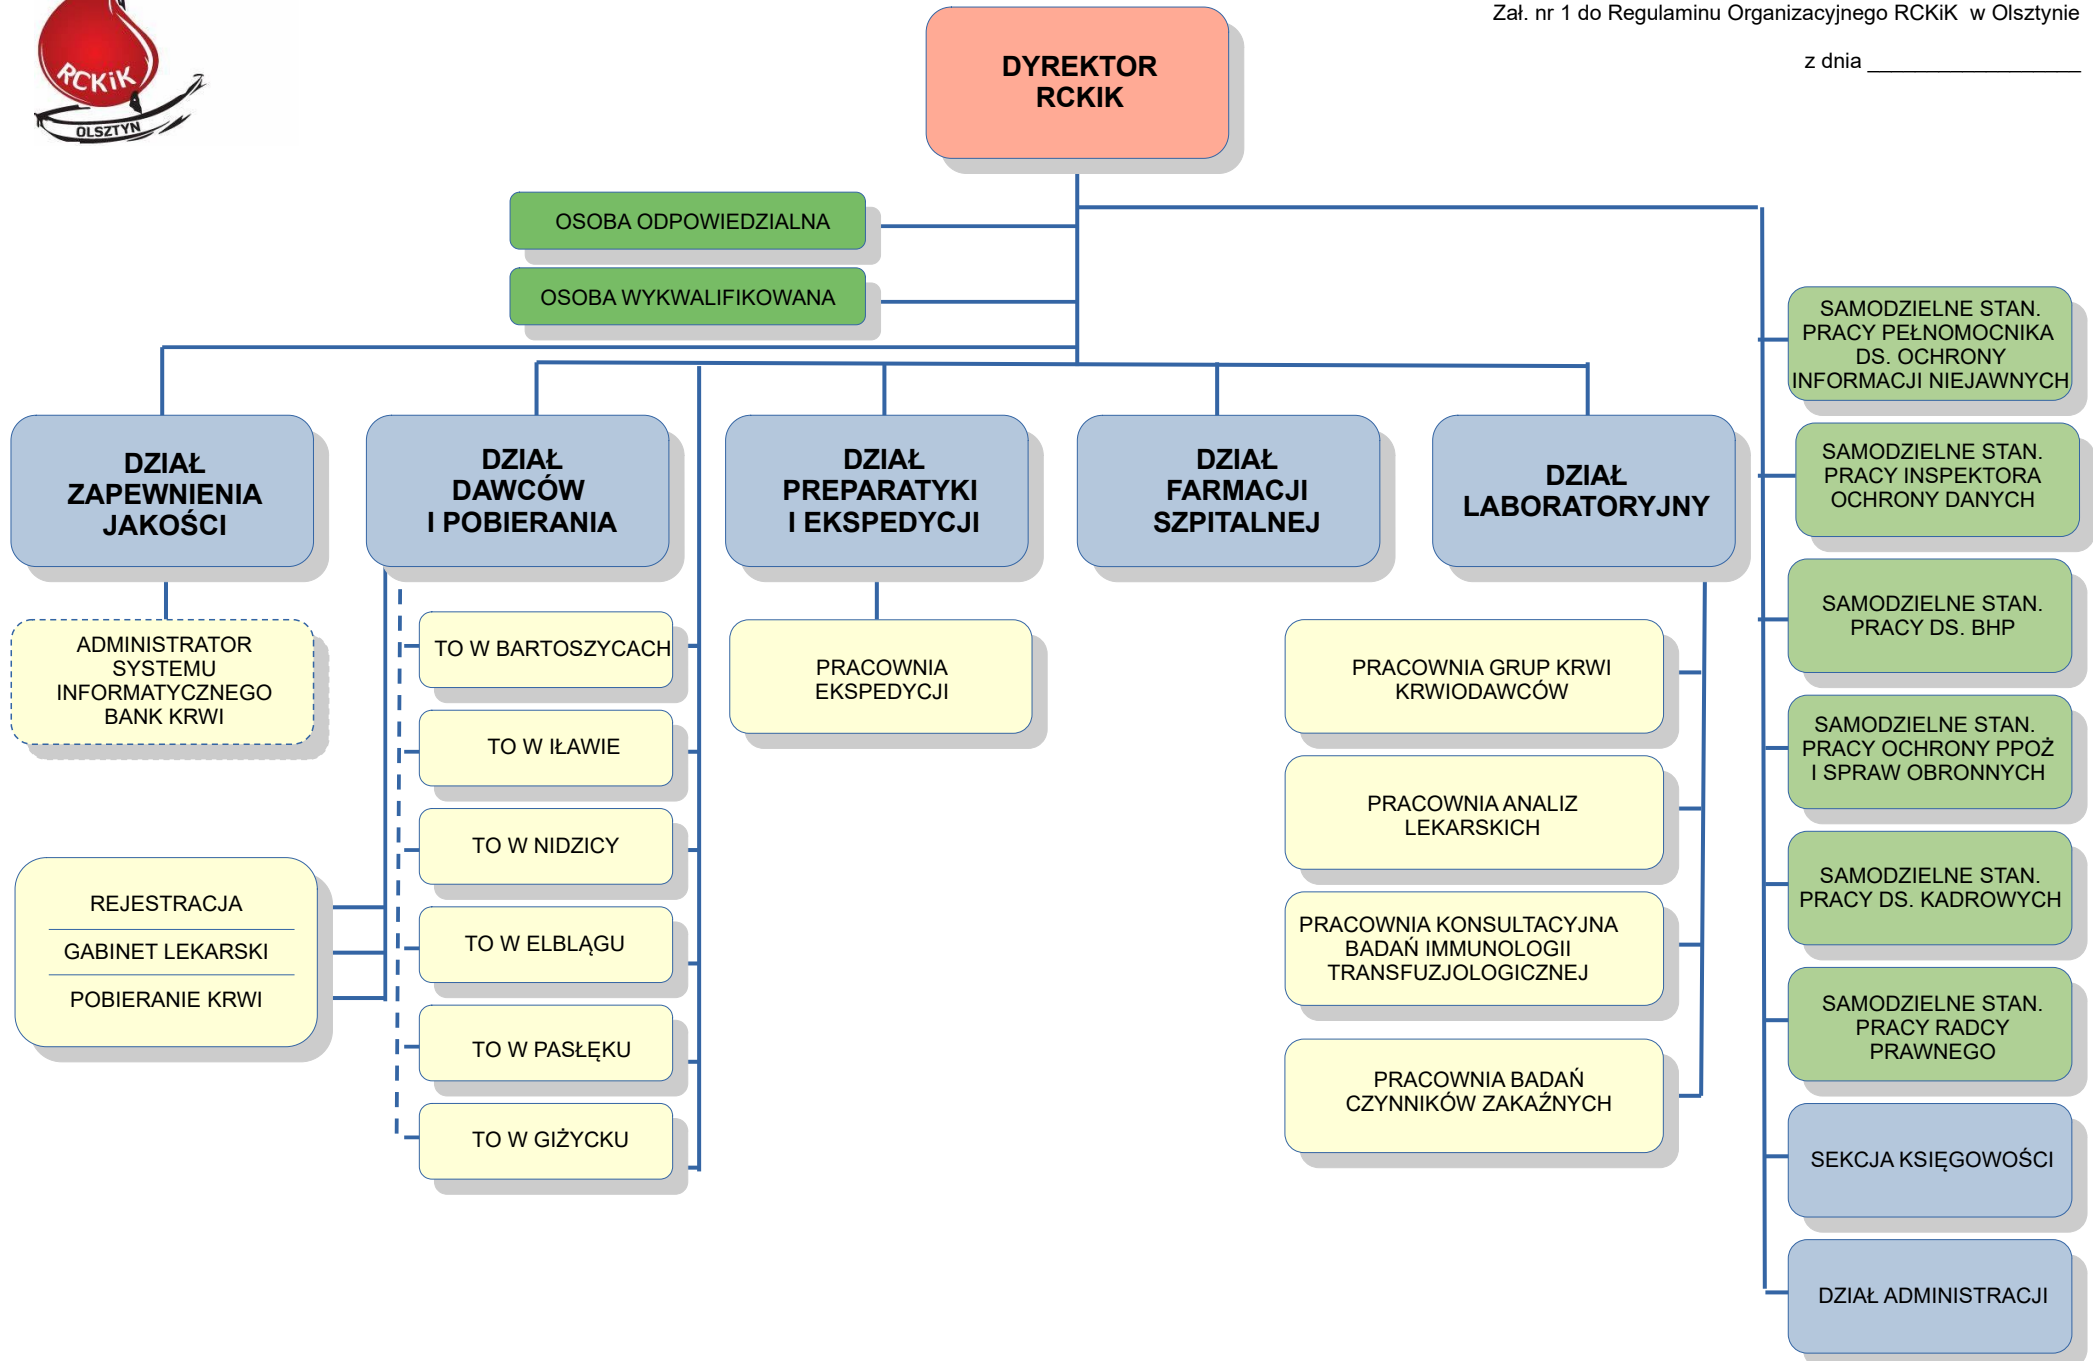 RCKiK
OLSZTYN
Zał. nr 1 do Regulaminu Organizacyjnego RCKiK w Olsztynie
z dnia ___________________
DYREKTOR
RCKIK
OSOBA ODPOWIEDZIALNA
OSOBA WYKWALIFIKOWANA
DZIAŁ
ZAPEWNIENIA
JAKOŚCI
DZIAŁ
DAWCÓW
I POBIERANIA
DZIAŁ
PREPARATYKI
I EKSPEDYCJI
DZIAŁ
FARMACJI
SZPITALNEJ
DZIAŁ
LABORATORYJNY
ADMINISTRATOR
SYSTEMU
INFORMATYCZNEGO
BANK KRWI
REJESTRACJA
GABINET LEKARSKI
POBIERANIE KRWI
TO W BARTOSZYCACH
TO W IŁAWIE
TO W NIDZICY
TO W ELBLĄGU
TO W PASŁĘKU
TO W GIŻYCKU
PRACOWNIA
EKSPEDYCJI
PRACOWNIA GRUP KRWI
KRWIODAWCÓW
PRACOWNIA ANALIZ
LEKARSKICH
PRACOWNIA KONSULTACYJNA
BADAŃ IMMUNOLOGII
TRANSFUZJOLOGICZNEJ
PRACOWNIA BADAŃ
CZYNNIKÓW ZAKAŹNYCH
SAMODZIELNE STAN.
PRACY PEŁNOMOCNIKA
DS. OCHRONY
INFORMACJI NIEJAWNYCH
SAMODZIELNE STAN.
PRACY INSPEKTORA
OCHRONY DANYCH
SAMODZIELNE STAN.
PRACY DS. BHP
SAMODZIELNE STAN.
PRACY OCHRONY PPOŻ
I SPRAW OBRONNYCH
SAMODZIELNE STAN.
PRACY DS. KADROWYCH
SAMODZIELNE STAN.
PRACY RADCY
PRAWNEGO
SEKCJA KSIĘGOWOŚCI
DZIAŁ ADMINISTRACJI